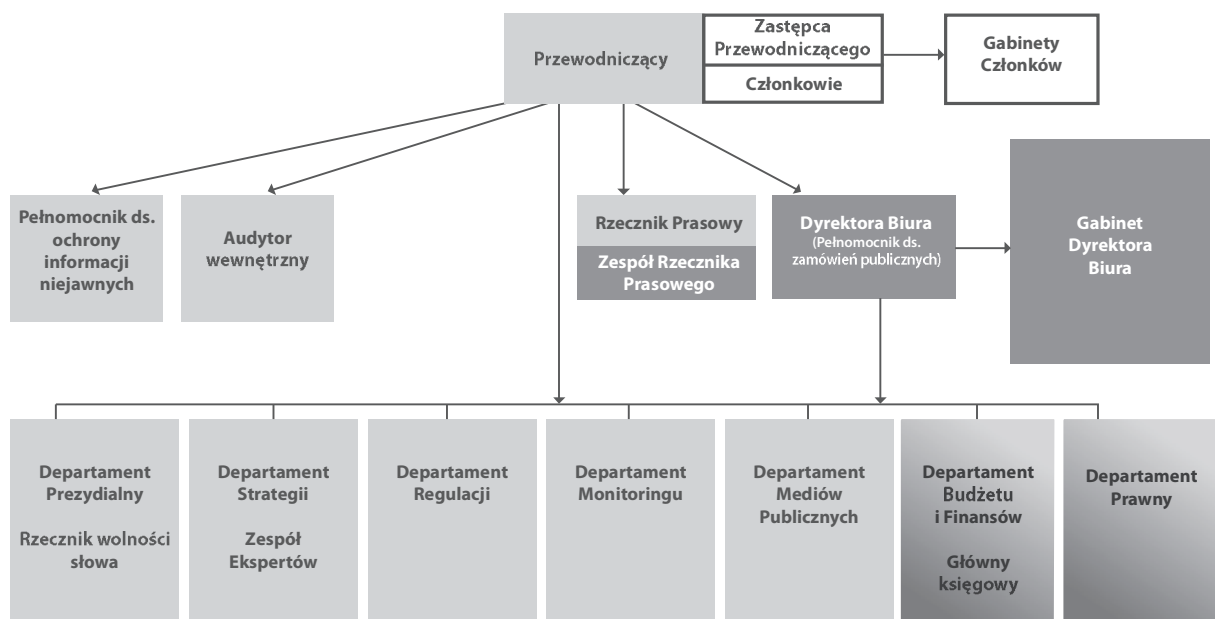 Przewodniczący
Zastępca
Przewodniczącego
Członkowie
Gabinety
Członków
Pełnomocnik ds.
ochrony
informacji
niejawnych
Audytor
wewnętrzny
Rzecznik Prasowy
Zespół Rzecznika
Prasowego
Dyrektora Biura
(Pełnomocnik ds.
zamówień publicznych)
Gabinet
Dyrektora
Biura
Departament
Prezydialny
Rzecznik wolności
słowa
Departament
Strategii
Zespół
Ekspertów
Departament
Regulacji
Departament
Monitoringu
Departament
Mediów
Publicznych
Departament
Budżetu
i Finansów
Główny
księgowy
Departament
Prawny